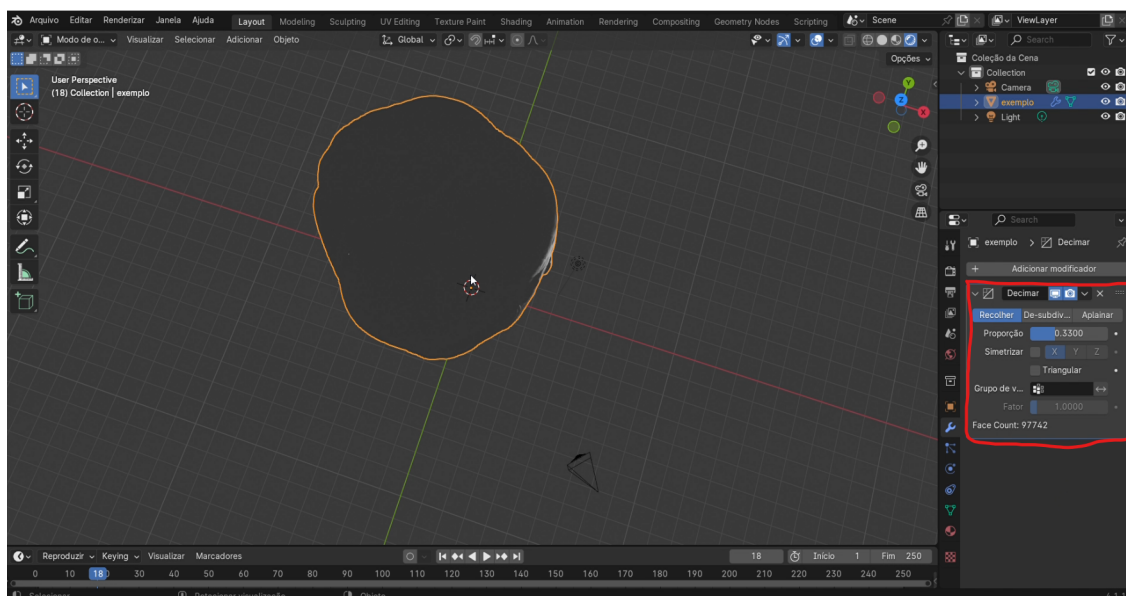 Arquivo Editar Renderizar Janela Ajuda Layout Modeling Sculpting UV Editing Texture Paint Shading Animation Rendering Compositing Geometry Nodes Scripting Scene ViewLayer
Modo de o... Visualizar Selecionar Adicionar Objeto Global Search
Opções
User Perspective
(18) Collection | exemplo
Y
Z
X
Coleção da Cena
Collection
Camera
exemplo
Light
Search
exemplo > Decimar
+ Adicionar modificador
Decimar
Recolher De-subdiv... Aplainar
Proporção 0.3300
Simetrizar X Y Z
Triangular
Grupo de v...
Fator 1.0000
Face Count: 97742
Reproduzir Keying Visualizar Marcadores 18 Início 1 Fim 250
0 10 18 30 40 50 60 70 80 90 100 110 120 130 140 150 160 170 180 190 200 210 220 230 240 250
Selecionar Objeto